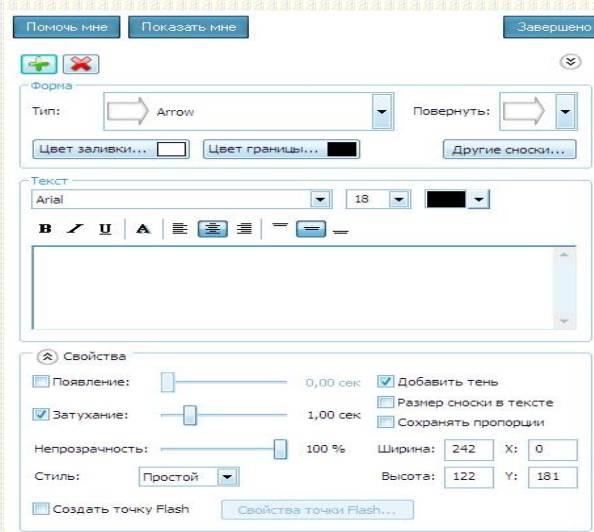 Помочь мне Показать мне Завершено
Форма
Тип: Arrow Повернуть:
Цвет заливки... Цвет границы... Другие сноски...
Текст
Arial 18
B I U A
Свойства
Появление: 0,00 сек Добавить тень
Размер сноски в тексте
Затухание: 1,00 сек Сохранять пропорции
Непрозрачность: 100 % Ширина: 242 X: 0
Стиль: Простой Высота: 122 Y: 181
Создать точку Flash Свойства точки Flash...